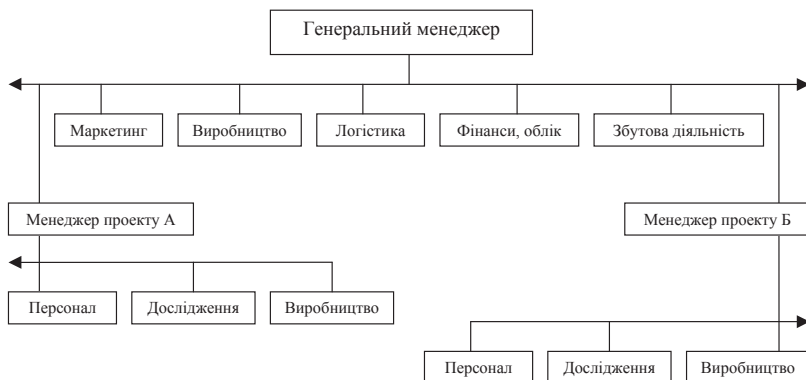 Генеральний менеджер
Маркетинг
Виробництво
Логістика
Фінанси, облік
Збутова діяльність
Менеджер проекту А
Менеджер проекту Б
Персонал
Дослідження
Виробництво
Персонал
Дослідження
Виробництво